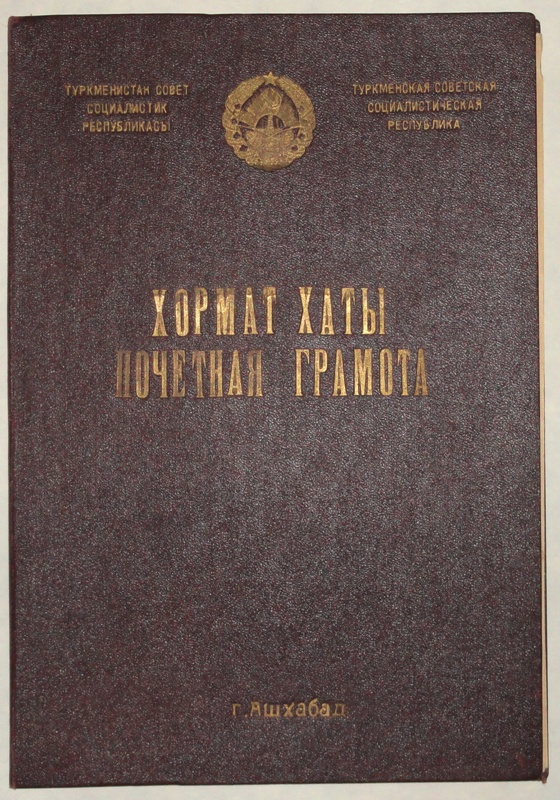 ТУРКМЕНИСТАН СОВЕТ
СОЦИАЛИСТИК
РЕСПУБЛИКАСЫ
ТУРКМЕНСКАЯ СОВЕТСКАЯ
СОЦИАЛИСТИЧЕСКАЯ
РЕСПУБЛИКА
ХОРМАТ ХАТЫ
ПОЧЕТНАЯ ГРАМОТА
г. Ашхабад